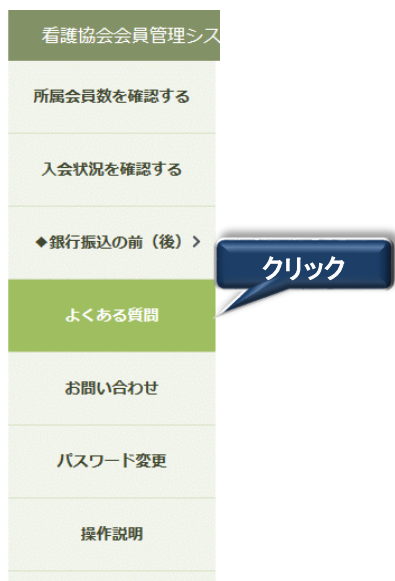 看護協会会員管理シス
所属会員数を確認する
入会状況を確認する
◆銀行振込の前（後）>
クリック
よくある質問
お問い合わせ
パスワード変更
操作説明